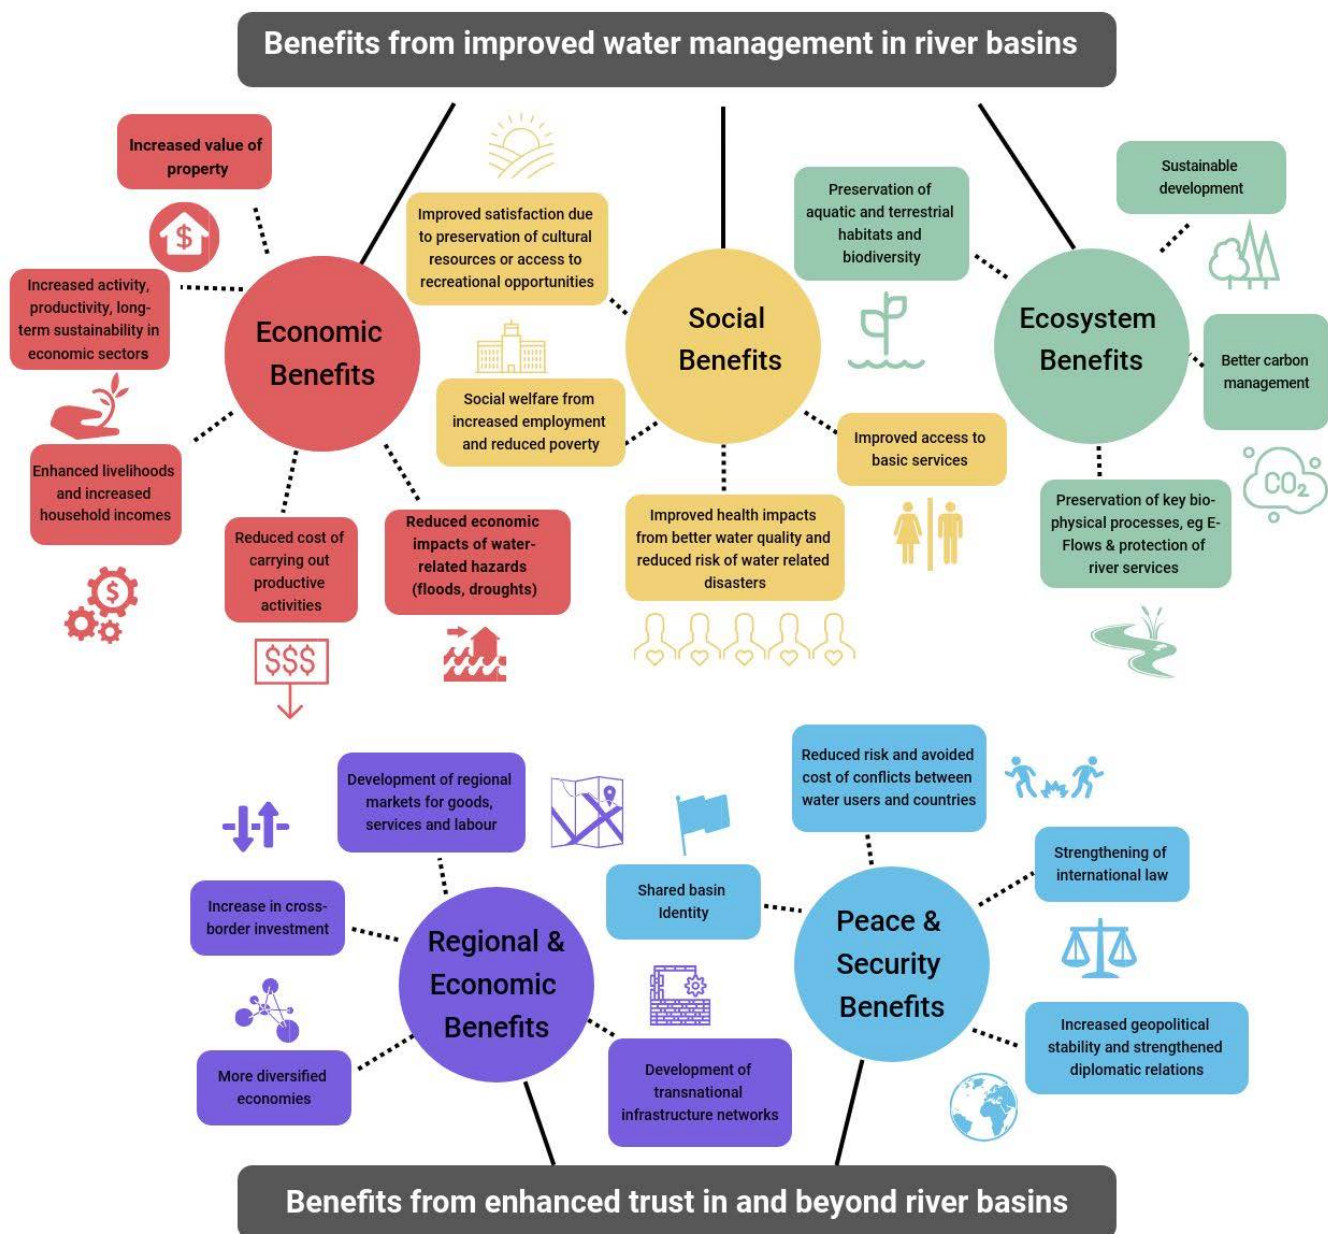 Benefits from improved water management in river basins
Increased value of
property
Increased activity,
productivity, long-
term sustainability in
economic sectors
Enhanced livelihoods
and increased
household incomes
Reduced cost of
carrying out
productive
activities
Reduced economic
impacts of water-
related hazards
(floods, droughts)
Economic
Benefits
$
$
$$$
Improved satisfaction due
to preservation of cultural
resources or access to
recreational opportunities
Social welfare from
increased employment
and reduced poverty
Improved health impacts
from better water quality and
reduced risk of water related
disasters
Improved access to
basic services
Social
Benefits
Preservation of
aquatic and terrestrial
habitats and
biodiversity
Sustainable
development
Better carbon
management
CO₂
Preservation of key bio-
physical processes, eg E-
Flows & protection of
river services
Ecosystem
Benefits
Development of regional
markets for goods,
services and labour
Increase in cross-
border investment
More diversified
economies
Development of
transnational
infrastructure networks
Regional &
Economic
Benefits
Reduced risk and avoided
cost of conflicts between
water users and countries
Shared basin
Identity
Strengthening of
international law
Increased geopolitical
stability and strengthened
diplomatic relations
Peace &
Security
Benefits
Benefits from enhanced trust in and beyond river basins